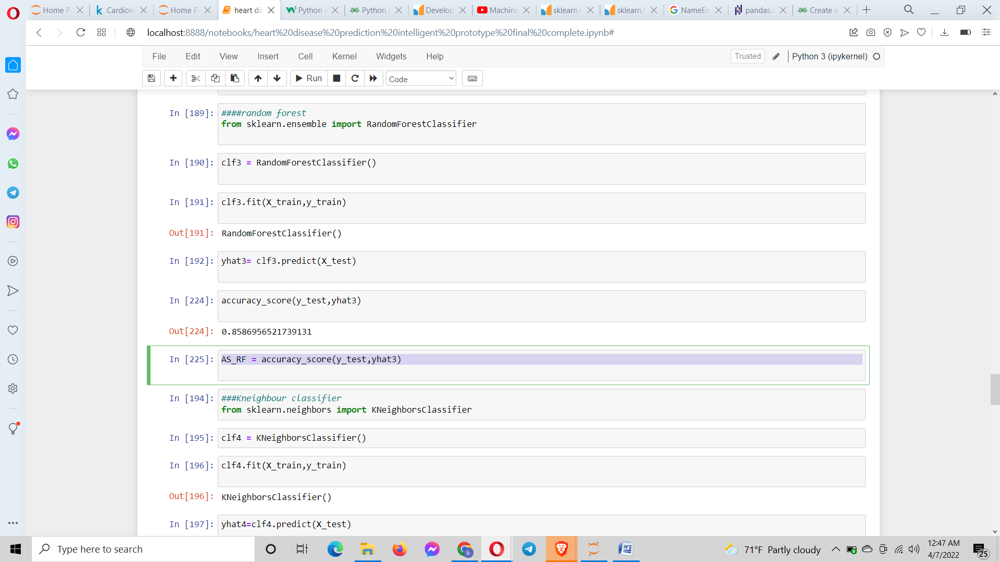 Home P
Cardiova
Home P
heart dis
Python
Python
Develop
Machine
sklearn.
sklearn.
NameEr
pandas.
Create a
localhost:8888/notebooks/heart%20disease%20prediction%20intelligent%20prototype%20final%20complete.ipynb#
File Edit View Insert Cell Kernel Widgets Help
Trusted
Python 3 (ipykernel)
Run
Code
In [189]: ####random forest
from sklearn.ensemble import RandomForestClassifier
In [190]: clf3 = RandomForestClassifier()
In [191]: clf3.fit(X_train,y_train)
Out[191]: RandomForestClassifier()
In [192]: yhat3= clf3.predict(X_test)
In [224]: accuracy_score(y_test,yhat3)
Out[224]: 0.8586956521739131
In [225]: AS_RF = accuracy_score(y_test,yhat3)
In [194]: ###Kneighbour classifier
from sklearn.neighbors import KNeighborsClassifier
In [195]: clf4 = KNeighborsClassifier()
In [196]: clf4.fit(X_train,y_train)
Out[196]: KNeighborsClassifier()
In [197]: yhat4=clf4.predict(X_test)
Type here to search
71°F Partly cloudy
12:47 AM
4/7/2022
25